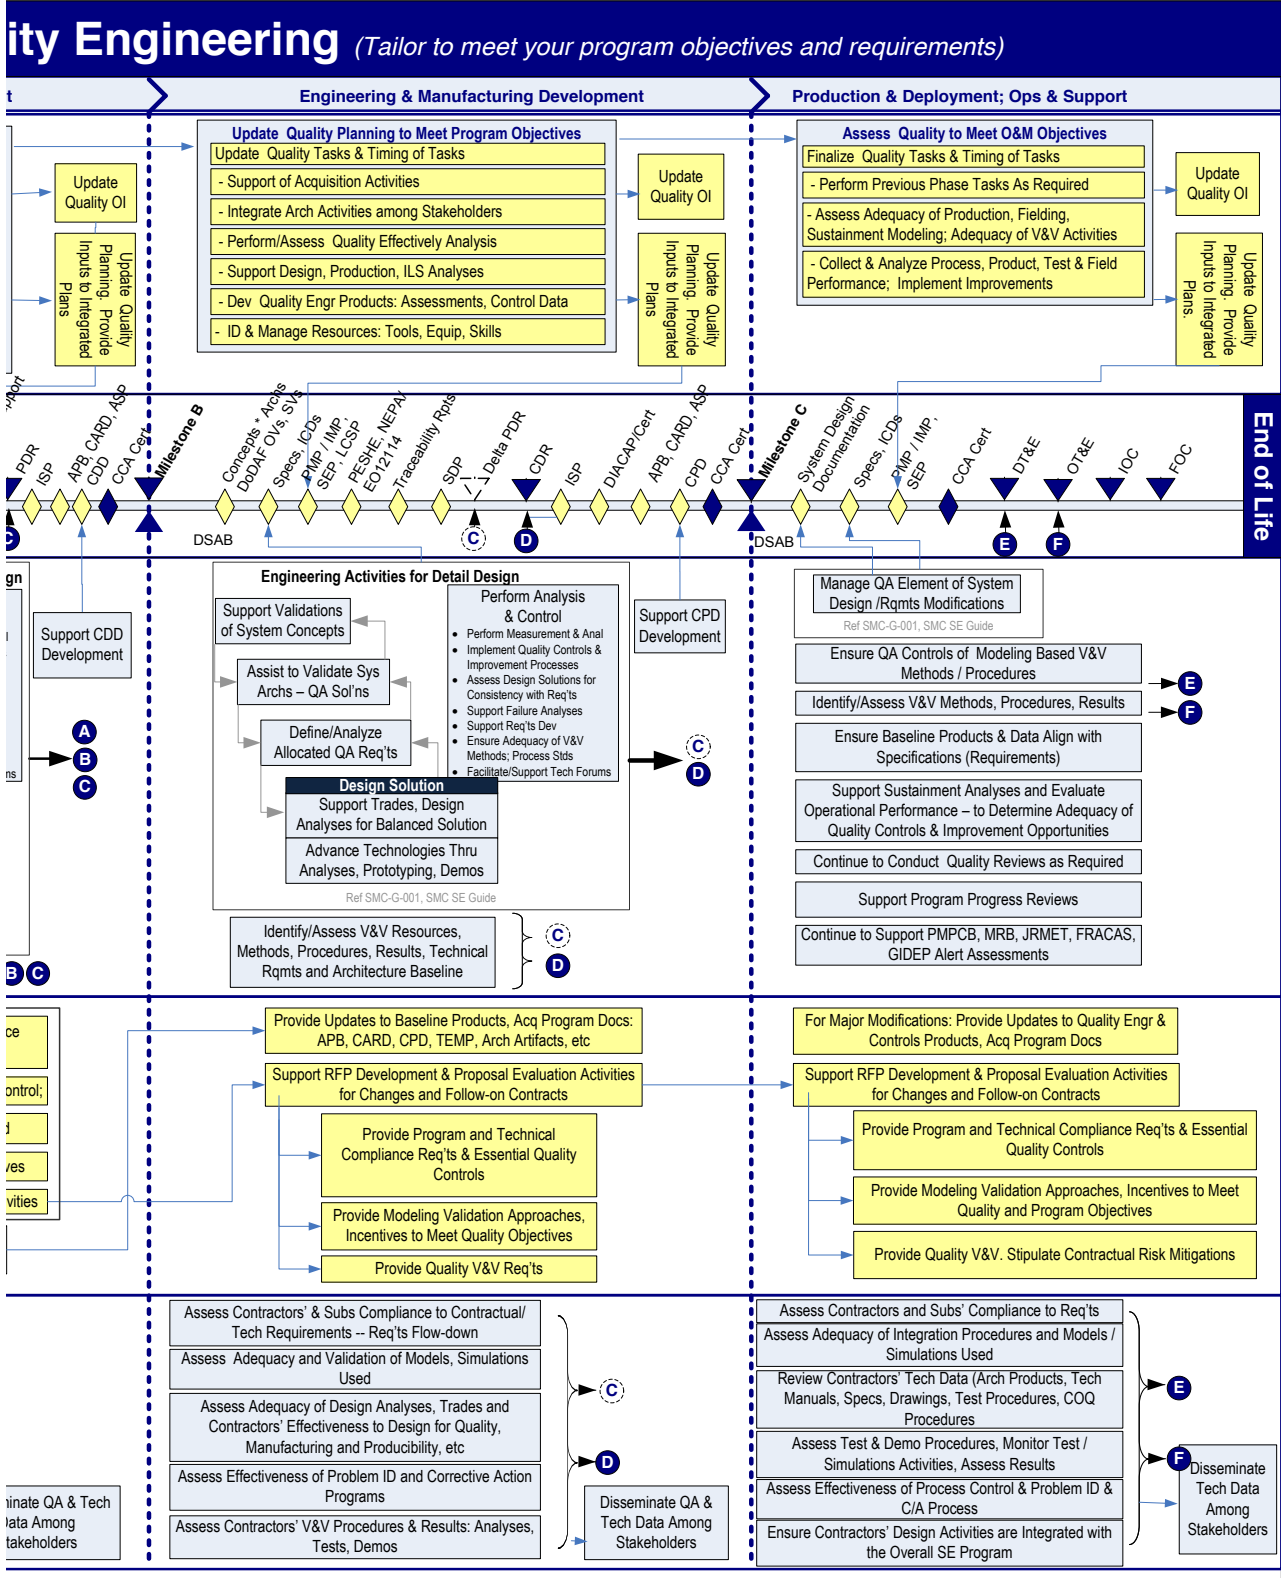 ity Engineering (Tailor to meet your program objectives and requirements)
t
Engineering & Manufacturing Development
Production & Deployment; Ops & Support
Update Quality OI
Update Quality Planning. Provide Inputs to Integrated Plans
Update Quality Planning to Meet Program Objectives
Update Quality Tasks & Timing of Tasks
- Support of Acquisition Activities
- Integrate Arch Activities among Stakeholders
- Perform/Assess Quality Effectively Analysis
- Support Design, Production, ILS Analyses
- Dev Quality Engr Products: Assessments, Control Data
- ID & Manage Resources: Tools, Equip, Skills
Update
Quality OI
Update Quality
Planning. Provide
Inputs to Integrated
Plans
Assess Quality to Meet O&M Objectives
Finalize Quality Tasks & Timing of Tasks
- Perform Previous Phase Tasks As Required
- Assess Adequacy of Production, Fielding,
Sustainment Modeling; Adequacy of V&V Activities
- Collect & Analyze Process, Product, Test & Field
Performance; Implement Improvements
Update
Quality OI
Update Quality
Planning. Provide
Inputs to Integrated
Plans.
pport
PDR
ISP
APB, CARD, ASP
CDD
CCA Cert
Milestone B
Concepts * Archs
DoDAF OVs, SVs
Specs, ICDs
PMP / IMP,
SEP, LCSP
PESHE, NEPA/
EO12114
Traceability Rpts
SDP
Delta PDR
CDR
ISP
DIACAP/Cert
APB, CARD, ASP
CPD
CCA Cert
Milestone C
System Design
Documentation
Specs, ICDs
PMP / IMP,
SEP
CCA Cert
DT&E
OT&E
IOC
FOC
End of Life
C
DSAB
C
D
DSAB
E
F
gn
ms
Support CDD
Development
A
B
C
B C
Engineering Activities for Detail Design
Support Validations
of System Concepts
Assist to Validate Sys
Archs – QA Sol'ns
Define/Analyze
Allocated QA Req'ts
Design Solution
Support Trades, Design
Analyses for Balanced Solution
Advance Technologies Thru
Analyses, Prototyping, Demos
Ref SMC-G-001, SMC SE Guide
Perform Analysis
& Control
• Perform Measurement & Anal
• Implement Quality Controls &
Improvement Processes
• Assess Design Solutions for
Consistency with Req'ts
• Support Failure Analyses
• Support Req'ts Dev
• Ensure Adequacy of V&V
Methods; Process Stds
• Facilitate/Support Tech Forums
Support CPD
Development
C
D
Identify/Assess V&V Resources,
Methods, Procedures, Results, Technical
Rqmts and Architecture Baseline
C
D
Manage QA Element of System
Design /Rqmts Modifications
Ref SMC-G-001, SMC SE Guide
Ensure QA Controls of Modeling Based V&V
Methods / Procedures
E
Identify/Assess V&V Methods, Procedures, Results
F
Ensure Baseline Products & Data Align with
Specifications (Requirements)
Support Sustainment Analyses and Evaluate
Operational Performance – to Determine Adequacy of
Quality Controls & Improvement Opportunities
Continue to Conduct Quality Reviews as Required
Support Program Progress Reviews
Continue to Support PMPCB, MRB, JRMET, FRACAS,
GIDEP Alert Assessments
ce
ontrol;
d
ves
vities
Provide Updates to Baseline Products, Acq Program Docs:
APB, CARD, CPD, TEMP, Arch Artifacts, etc
Support RFP Development & Proposal Evaluation Activities
for Changes and Follow-on Contracts
Provide Program and Technical
Compliance Req'ts & Essential Quality
Controls
Provide Modeling Validation Approaches,
Incentives to Meet Quality Objectives
Provide Quality V&V Req'ts
For Major Modifications: Provide Updates to Quality Engr &
Controls Products, Acq Program Docs
Support RFP Development & Proposal Evaluation Activities
for Changes and Follow-on Contracts
Provide Program and Technical Compliance Req'ts & Essential
Quality Controls
Provide Modeling Validation Approaches, Incentives to Meet
Quality and Program Objectives
Provide Quality V&V. Stipulate Contractual Risk Mitigations
minate QA & Tech
Data Among
takeholders
Assess Contractors' & Subs Compliance to Contractual/
Tech Requirements -- Req'ts Flow-down
Assess Adequacy and Validation of Models, Simulations
Used
Assess Adequacy of Design Analyses, Trades and
Contractors' Effectiveness to Design for Quality,
Manufacturing and Producibility, etc
Assess Effectiveness of Problem ID and Corrective Action
Programs
Assess Contractors' V&V Procedures & Results: Analyses,
Tests, Demos
C
D
Disseminate QA &
Tech Data Among
Stakeholders
Assess Contractors and Subs' Compliance to Req'ts
Assess Adequacy of Integration Procedures and Models /
Simulations Used
Review Contractors' Tech Data (Arch Products, Tech
Manuals, Specs, Drawings, Test Procedures, COQ
Procedures
Assess Test & Demo Procedures, Monitor Test /
Simulations Activities, Assess Results
Assess Effectiveness of Process Control & Problem ID &
C/A Process
Ensure Contractors' Design Activities are Integrated with
the Overall SE Program
E
F
Disseminate
Tech Data
Among
Stakeholders